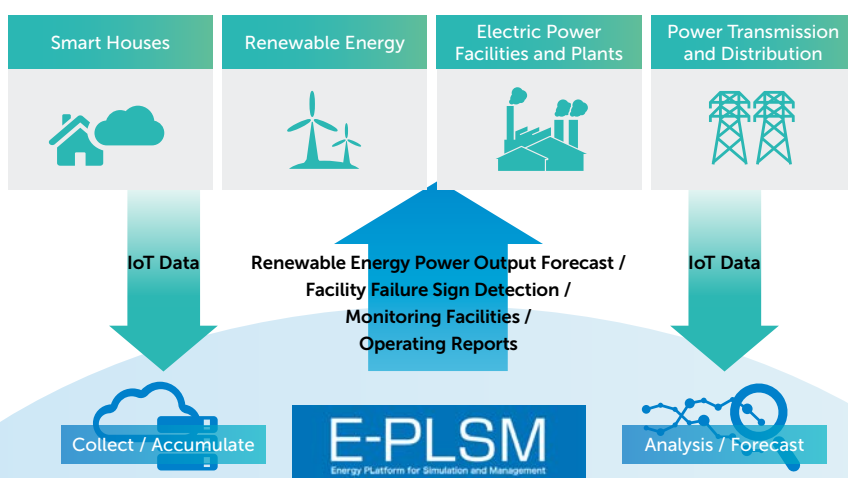 Smart Houses
Renewable Energy
Electric Power
Facilities and Plants
Power Transmission
and Distribution
IoT Data
Renewable Energy Power Output Forecast /
Facility Failure Sign Detection /
Monitoring Facilities /
Operating Reports
IoT Data
Collect / Accumulate
E-PLSM
Energy PLatform for Simulation and Management
Analysis / Forecast